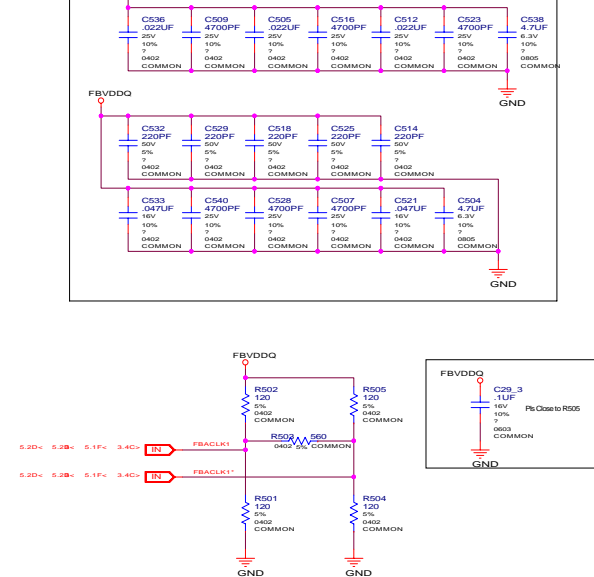 C536 C509 C505 C516 C512 C523 C538
.022UF 4700PF .022UF 4700PF .022UF 4700PF 4.7UF
25V 25V 25V 25V 25V 25V 6.3V
10% 10% 10% 10% 10% 10% 10%
? ? ? ? ? ? ?
0402 0402 0402 0402 0402 0402 0805
COMMON COMMON COMMON COMMON COMMON COMMON COMMON
GND
FBVDDQ
C532 C529 C518 C525 C514
220PF 220PF 220PF 220PF 220PF
50V 50V 50V 50V 50V
5% 5% 5% 5% 5%
? ? ? ? ?
0402 0402 0402 0402 0402
COMMON COMMON COMMON COMMON COMMON
C533 C540 C528 C507 C521 C504
.047UF 4700PF 4700PF 4700PF .047UF 4.7UF
16V 25V 25V 25V 16V 6.3V
10% 10% 10% 10% 10% 10%
? ? ? ? ? ?
0402 0402 0402 0402 0402 0805
COMMON COMMON COMMON COMMON COMMON COMMON
GND
FBVDDQ
R502 R505
120 120
5% 5%
0402 0402
COMMON COMMON
R503 560
0402 5% COMMON
5.2D< 5.1F< 3.4C> IN FBACLK1
5.2D< 5.1F< 3.4C> IN FBACLK1*
R501 R504
120 120
5% 5%
0402 0402
COMMON COMMON
GND GND
FBVDDQ
C29_3
.1UF
16V Pls Close to R505
10%
?
0603
COMMON
GND